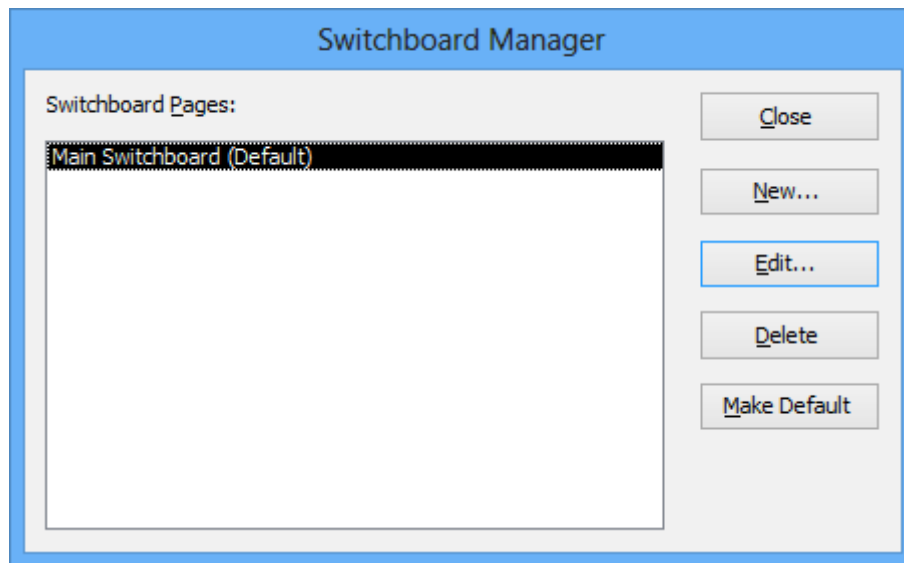 Switchboard Manager
Switchboard Pages:
Main Switchboard (Default)
Close
New...
Edit...
Delete
Make Default